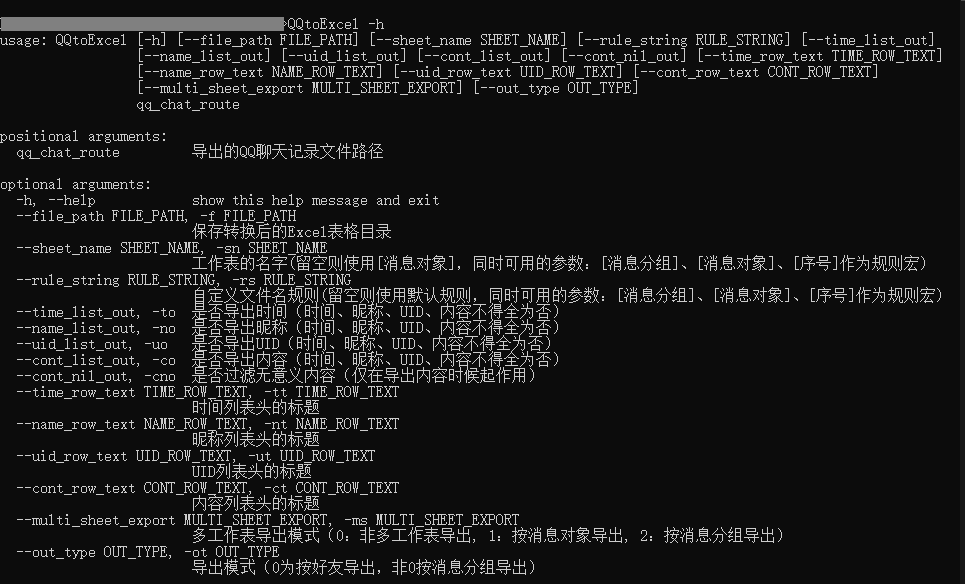 >QQtoExcel -h
usage: QQtoExcel [-h] [--file_path FILE_PATH] [--sheet_name SHEET_NAME] [--rule_string RULE_STRING] [--time_list_out]
[--name_list_out] [--uid_list_out] [--cont_list_out] [--cont_nil_out] [--time_row_text TIME_ROW_TEXT]
[--name_row_text NAME_ROW_TEXT] [--uid_row_text UID_ROW_TEXT] [--cont_row_text CONT_ROW_TEXT]
[--multi_sheet_export MULTI_SHEET_EXPORT] [--out_type OUT_TYPE]
qq_chat_route
positional arguments:
qq_chat_route 导出的QQ聊天记录文件路径
optional arguments:
-h, --help show this help message and exit
--file_path FILE_PATH, -f FILE_PATH
保存转换后的Excel表格目录
--sheet_name SHEET_NAME, -sn SHEET_NAME
工作表的名字(留空则使用[消息对象], 同时可用的参数: [消息分组]、[消息对象]、[序号]作为规则宏)
--rule_string RULE_STRING, -rs RULE_STRING
自定义文件名规则(留空则使用默认规则, 同时可用的参数: [消息分组]、[消息对象]、[序号]作为规则宏)
--time_list_out, -to 是否导出时间 (时间、昵称、UID、内容不得全为否)
--name_list_out, -no 是否导出昵称 (时间、昵称、UID、内容不得全为否)
--uid_list_out, -uo 是否导出UID (时间、昵称、UID、内容不得全为否)
--cont_list_out, -co 是否导出内容 (时间、昵称、UID、内容不得全为否)
--cont_nil_out, -cno 是否过滤无意义内容 (仅在导出内容时候起作用)
--time_row_text TIME_ROW_TEXT, -tt TIME_ROW_TEXT
时间列表头的标题
--name_row_text NAME_ROW_TEXT, -nt NAME_ROW_TEXT
昵称列表头的标题
--uid_row_text UID_ROW_TEXT, -ut UID_ROW_TEXT
UID列表头的标题
--cont_row_text CONT_ROW_TEXT, -ct CONT_ROW_TEXT
内容列表头的标题
--multi_sheet_export MULTI_SHEET_EXPORT, -ms MULTI_SHEET_EXPORT
多工作表导出模式 (0: 非多工作表导出, 1: 按消息对象导出, 2: 按消息分组导出)
--out_type OUT_TYPE, -ot OUT_TYPE
导出模式 (0为按好友导出, 非0按消息分组导出)